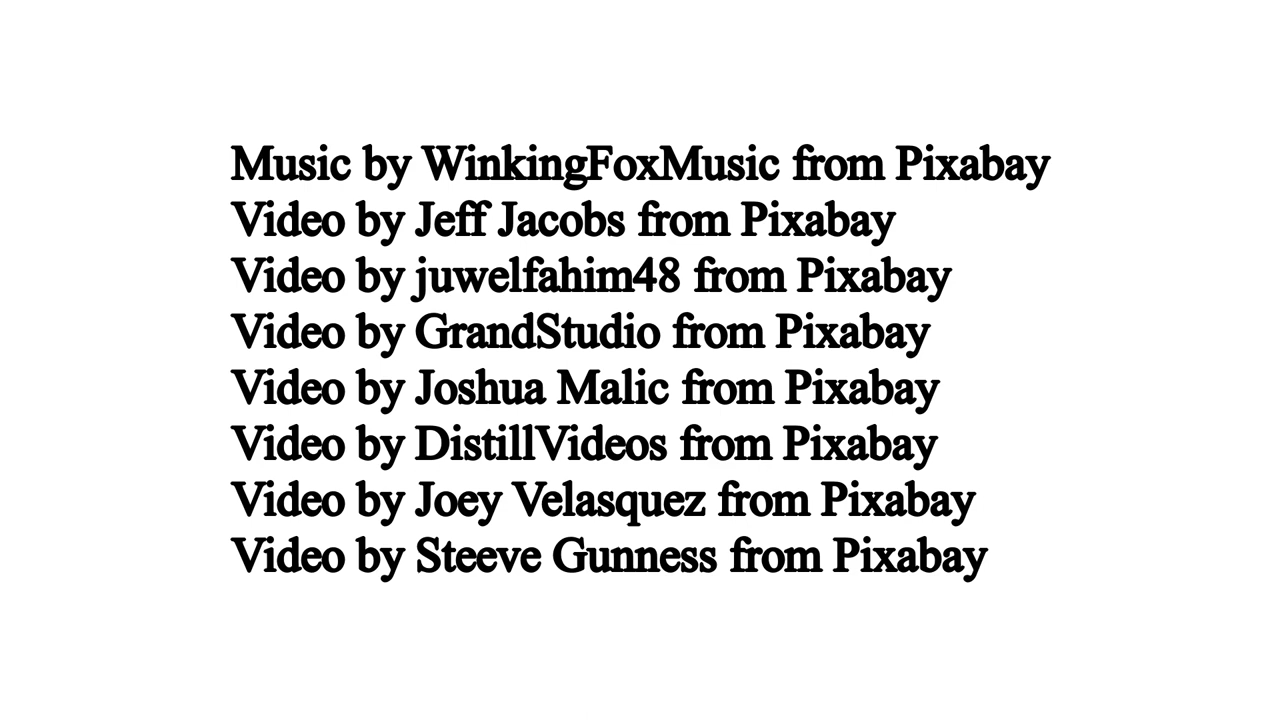 Music by WinkingFoxMusic from Pixabay
Video by Jeff Jacobs from Pixabay
Video by juwelfahim48 from Pixabay
Video by GrandStudio from Pixabay
Video by Joshua Malic from Pixabay
Video by DistillVideos from Pixabay
Video by Joey Velasquez from Pixabay
Video by Steeve Gunness from Pixabay